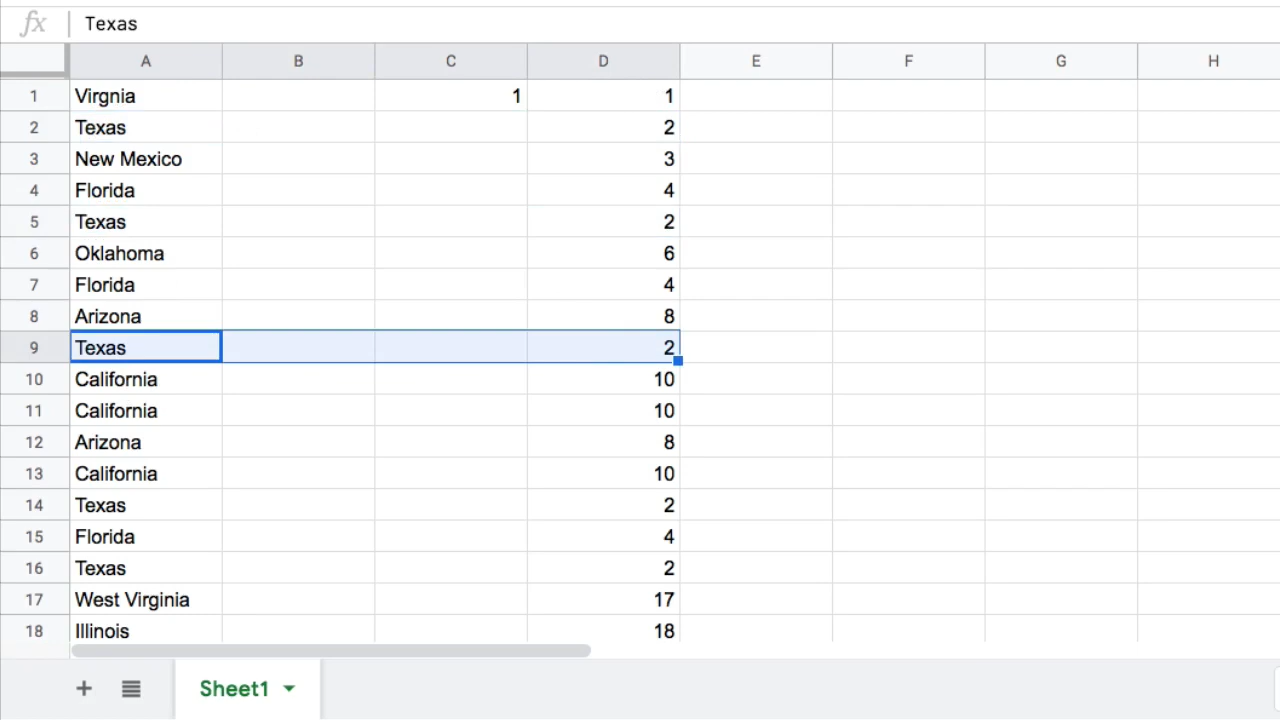 fx Texas
A B C D E F G H
1 Virgnia 1 1
2 Texas 2
3 New Mexico 3
4 Florida 4
5 Texas 2
6 Oklahoma 6
7 Florida 4
8 Arizona 8
9 Texas 2
10 California 10
11 California 10
12 Arizona 8
13 California 10
14 Texas 2
15 Florida 4
16 Texas 2
17 West Virginia 17
18 Illinois 18
+ Sheet1